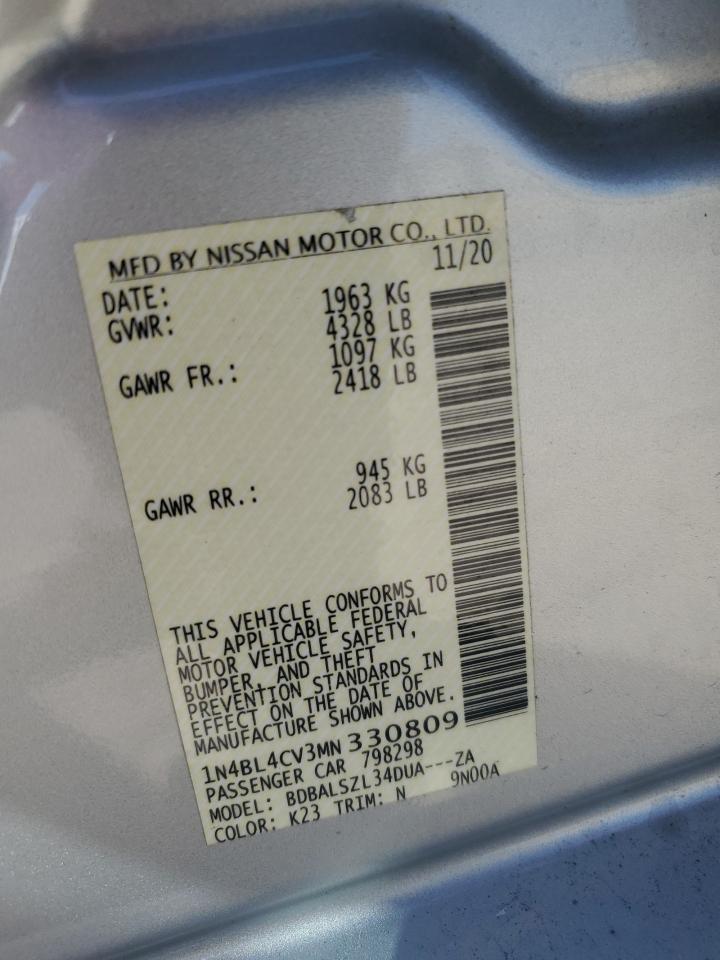 MFD BY NISSAN MOTOR CO., LTD.
DATE: 11/20
GVWR: 1963 KG
4328 LB
GAWR FR.: 1097 KG
2418 LB
GAWR RR.: 945 KG
2083 LB
THIS VEHICLE CONFORMS TO
ALL APPLICABLE FEDERAL
MOTOR VEHICLE SAFETY,
BUMPER, AND THEFT
PREVENTION STANDARDS IN
EFFECT ON THE DATE OF
MANUFACTURE SHOWN ABOVE.
1N4BL4CV3MN 330809
PASSENGER CAR 798298
MODEL: BDBALSZL34DUA---ZA
COLOR: K23 TRIM: N 9N00A